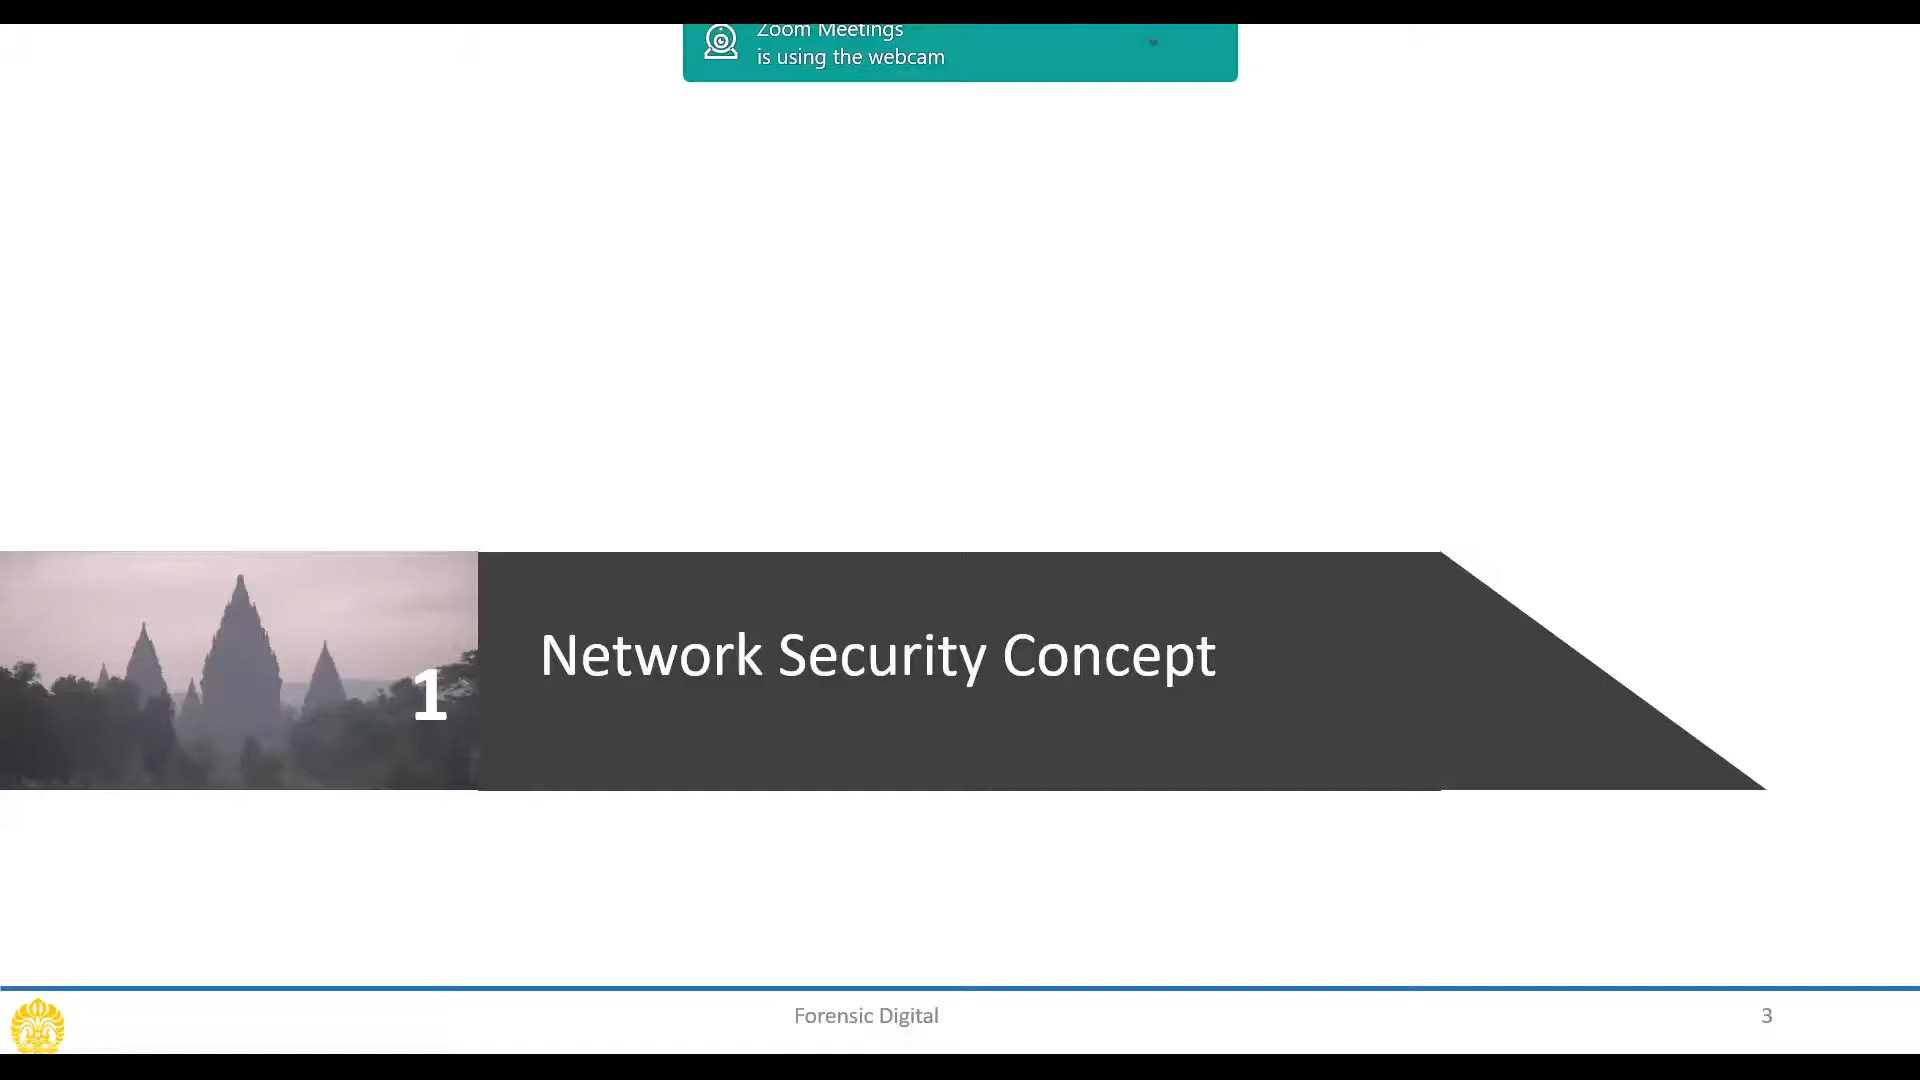 Zoom Meetings
is using the webcam
1
Network Security Concept
Forensic Digital
3